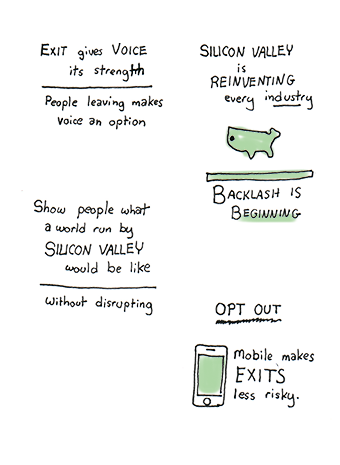 EXIT gives VOICE
its strength
People leaving makes
voice an option
Show people what
a world run by
SILICON VALLEY
would be like
without disrupting
SILICON VALLEY
is
REINVENTING
every industry
BACKLASH IS
BEGINNING
OPT OUT
Mobile makes
EXITS
less risky.